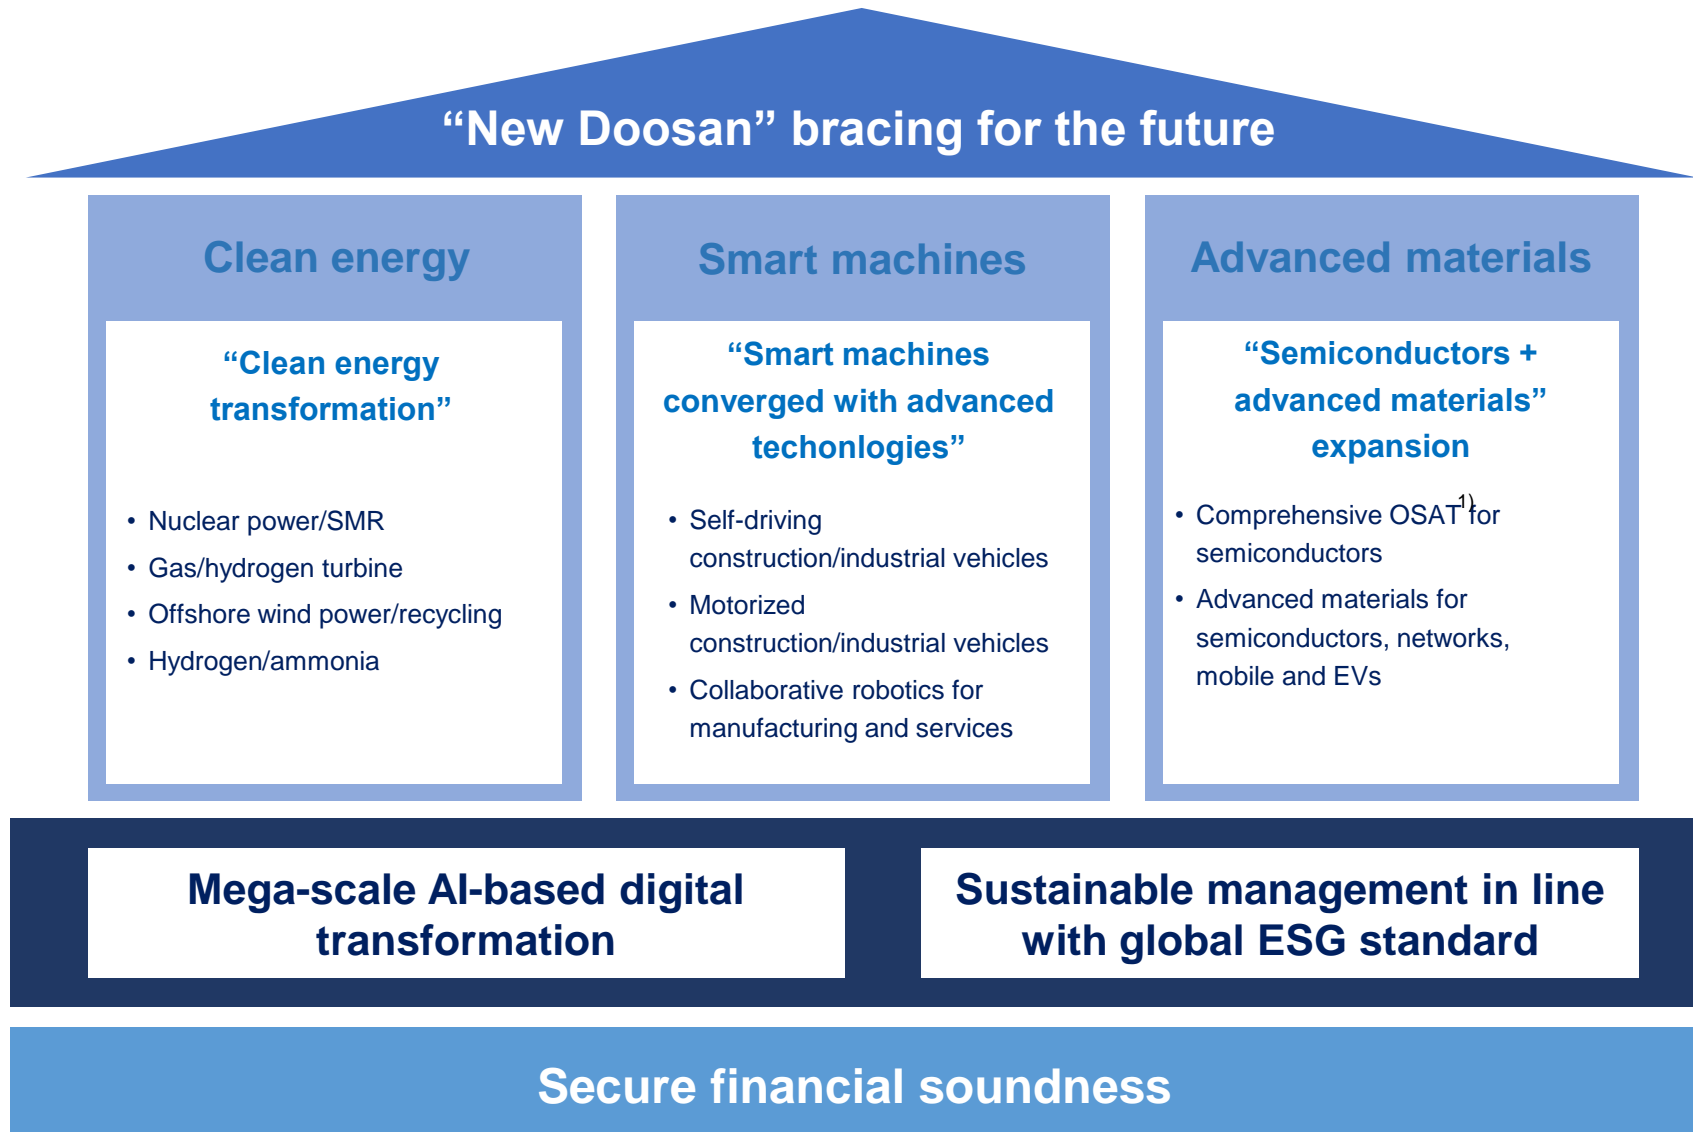 “New Doosan” bracing for the future
Clean energy
“Clean energy
transformation”
• Nuclear power/SMR
• Gas/hydrogen turbine
• Offshore wind power/recycling
• Hydrogen/ammonia
Smart machines
“Smart machines
converged with advanced
techonlogies”
• Self-driving
construction/industrial vehicles
• Motorized
construction/industrial vehicles
• Collaborative robotics for
manufacturing and services
Advanced materials
“Semiconductors +
advanced materials”
expansion
• Comprehensive OSAT1) for
semiconductors
• Advanced materials for
semiconductors, networks,
mobile and EVs
Mega-scale AI-based digital
transformation
Sustainable management in line
with global ESG standard
Secure financial soundness